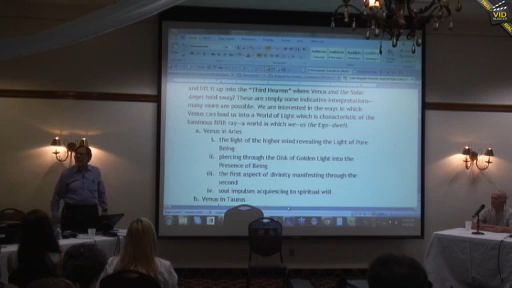 and lift it up into the "Third Heaven" where Venus and the Solar
Angel hold sway? These are simply some indicative interpretations—
many more are possible. We are interested in the ways in which
Venus can lead us into a World of Light which is characteristic of the
luminous fifth ray—a world in which we—as the Ego—dwell.
a. Venus in Aries
i. the light of the higher mind revealing the Light of Pure
Being
ii. piercing through the Disk of Golden Light into the
Presence of Being
iii. the first aspect of divinity manifesting through the
second
iv. soul impulses acquiescing to spiritual will
b. Venus in Taurus
VID